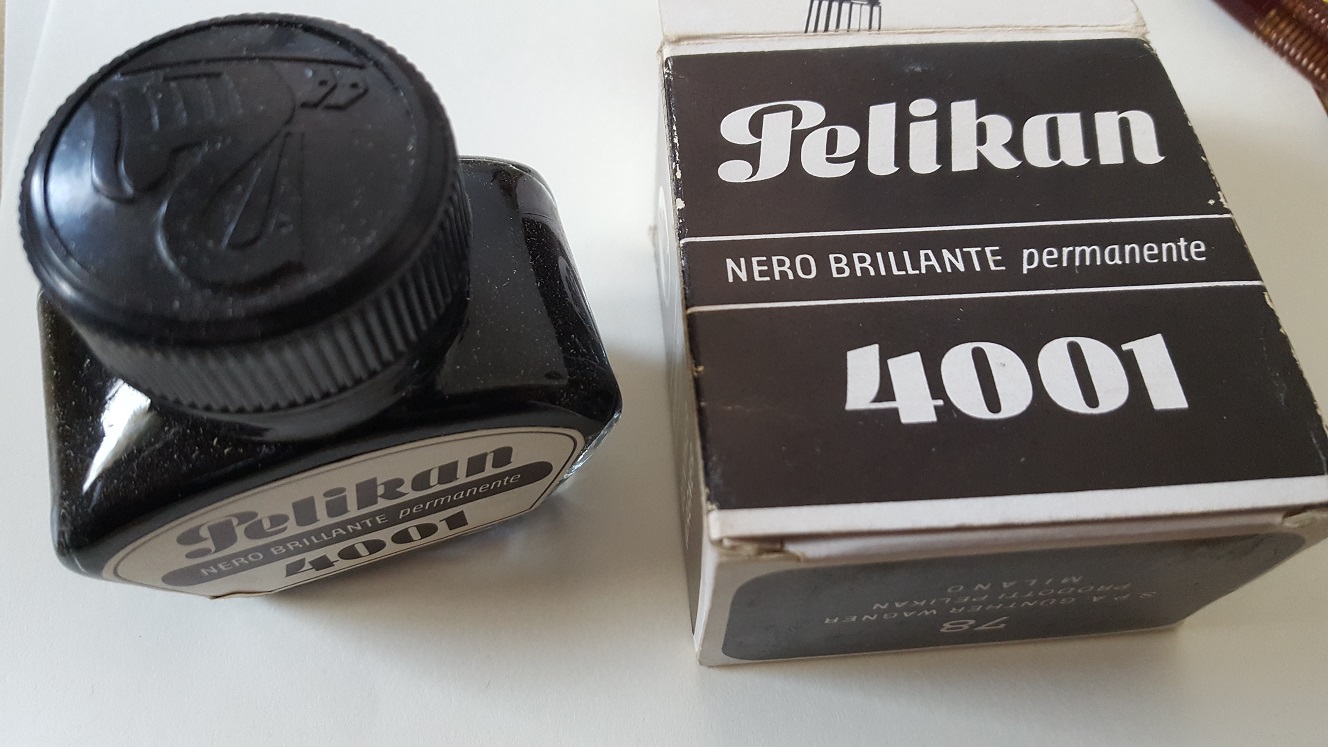 Pelikan
NERO BRILLANTE permanente
4001
Pelikan
NERO BRILLANTE permanente
4001
78
S.P.A. GÜNTHER WAGNER
PRODOTTI PELIKAN
MILANO